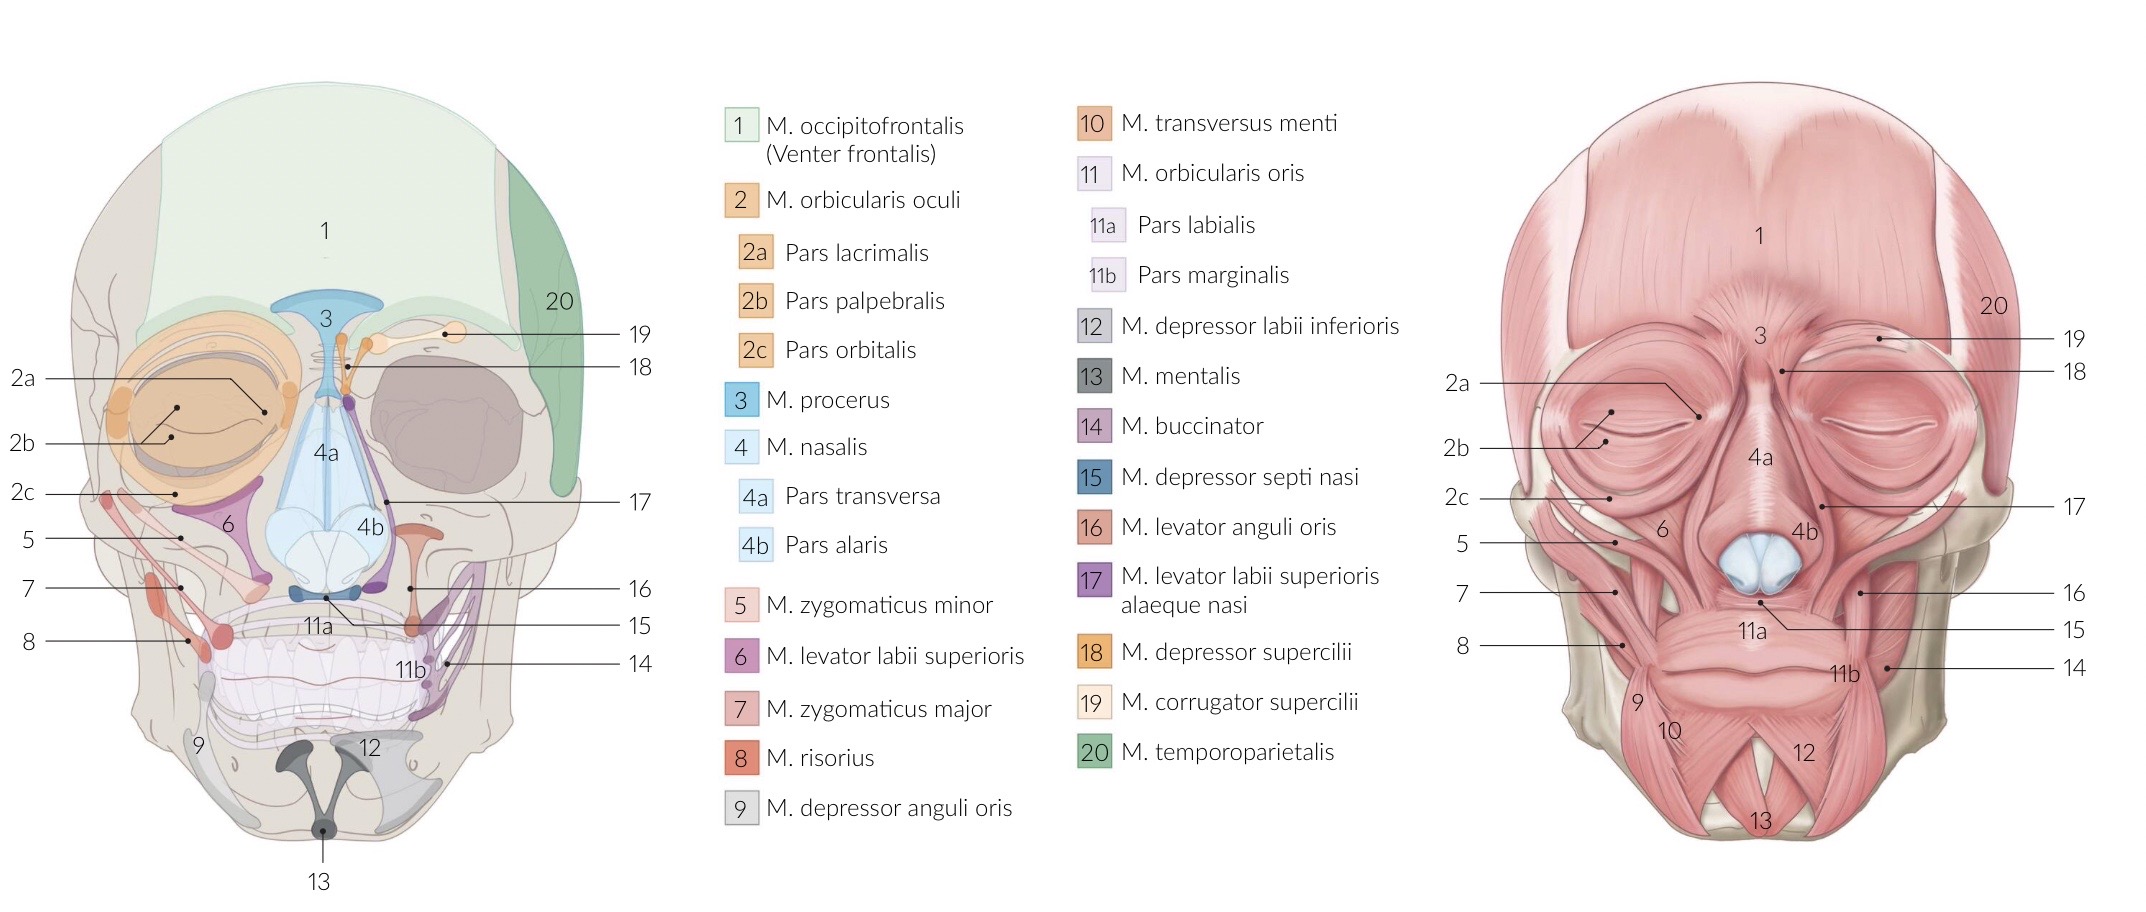 1
20
3
19
18
2a
2b
4a
2c
17
6
4b
5
7
16
11a
15
8
11b
14
9
12
13
1 M. occipitofrontalis
(Venter frontalis)
2 M. orbicularis oculi
2a Pars lacrimalis
2b Pars palpebralis
2c Pars orbitalis
3 M. procerus
4 M. nasalis
4a Pars transversa
4b Pars alaris
5 M. zygomaticus minor
6 M. levator labii superioris
7 M. zygomaticus major
8 M. risorius
9 M. depressor anguli oris
10 M. transversus menti
11 M. orbicularis oris
11a Pars labialis
11b Pars marginalis
12 M. depressor labii inferioris
13 M. mentalis
14 M. buccinator
15 M. depressor septi nasi
16 M. levator anguli oris
17 M. levator labii superioris
alaeque nasi
18 M. depressor supercilii
19 M. corrugator supercilii
20 M. temporoparietalis
1
20
3
19
18
2a
2b
4a
2c
17
6
4b
5
7
16
11a
15
8
11b
14
9
10
12
13